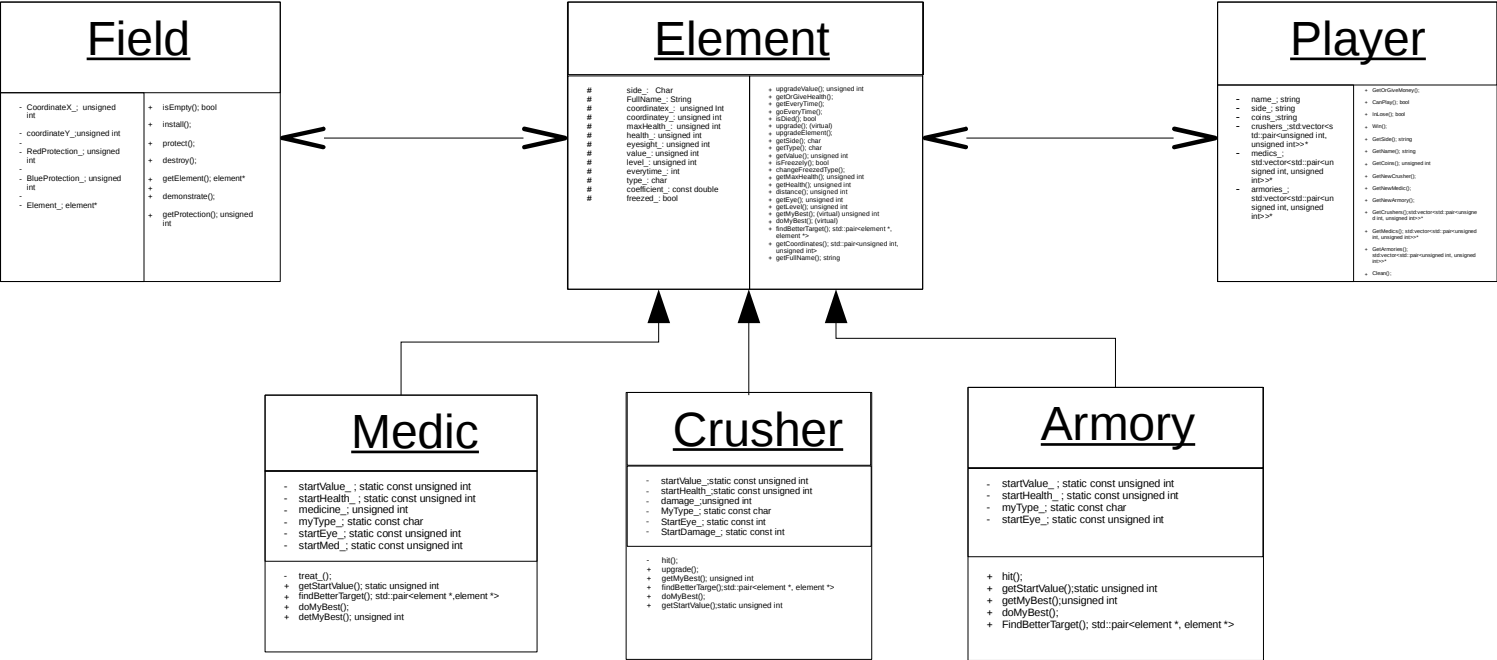 Field
- CoordinateX_; unsigned
int
- coordinateY_;unsigned int
-
- RedProtection_; unsigned
int
-
- BlueProtection_; unsigned
int
-
- Element_; element*
+ isEmpty(); bool
+ install();
+ protect();
+ destroy();
+ getElement(); element*
+
+ demonstrate();
+ getProtection(); unsigned
int
Element
# side_: Char
# FullName_: String
# coordinatex_: unsigned Int
# coordinatey_: unsigned int
# maxHealth_: unsigned int
# health_: unsigned int
# eyesight_: unsigned int
# value_: unsigned int
# level_: unsigned int
# everytime_: int
# type_: char
# coefficient_: const double
# freezed_: bool
+ upgradeValue(); unsigned int
+ getOrGiveHealth();
+ getEveryTime();
+ goEveryTime();
+ isDied(); bool
+ upgrade(); (virtual)
+ upgradeElement();
+ getSide(); char
+ getType(); char
+ getValue(); unsigned int
+ isFreezely(); bool
+ changeFreezedType();
+ getMaxHealth(); unsigned int
+ getHealth(); unsigned int
+ distance(); unsigned int
+ getEye(); unsigned int
+ getLevel(); unsigned int
+ getMyBest(); (virtual) unsigned int
+ doMyBest(); (virtual)
+ findBetterTarget(); std::pair<element *,
element *>
+ getCoordinates(); std::pair<unsigned int,
unsigned int>
+ getFullName(); string
Player
- name_; string
- side_; string
- coins_;string
- crushers_;std:vector<s
td::pair<unsigned int,
unsigned int>>*
- medics_;
std:vector<std::pair<un
signed int, unsigned
int>>*
- armories_;
std:vector<std::pair<un
signed int, unsigned
int>>*
+ GetOrGiveMoney();
+ CanPlay(); bool
+ InLose(); bool
+ Win();
+ GetSide(); string
+ GetName(); string
+ GetCoins(); unsigned int
+ GetNewCrusher();
+ GetNewMedic();
+ GetNewArmory();
+ GetCrushers();std:vector<std::pair<unsigne
d int, unsigned int>>*
+ GetMedics(); std:vector<std::pair<unsigned
int, unsigned int>>*
+ GetArmories();
std:vector<std::pair<unsigned int, unsigned
int>>*
+ Clean();
Medic
- startValue_ ; static const unsigned int
- startHealth_ ; static const unsigned int
- medicine_; unsigned int
- myType_; static const char
- startEye_; static const unsigned int
- startMed_; static const unsigned int
- treat_();
+ getStartValue(); static unsigned int
+ findBetterTarget(); std::pair<element *,element *>
+ doMyBest();
+ detMyBest(); unsigned int
Crusher
- startValue_;static const unsigned int
- startHealth_;static const unsigned int
- damage_;unsigned int
- MyType_; static const char
- StartEye_; static const int
- StartDamage_; static const int
- hit();
+ upgrade();
+ getMyBest(); unsigned int
+ findBetterTarge();std::pair<element *, element *>
+ doMyBest();
+ getStartValue();static unsigned int
Armory
- startValue_ ; static const unsigned int
- startHealth_ ; static const unsigned int
- myType_; static const char
- startEye_; static const unsigned int
+ hit();
+ getStartValue();static unsigned int
+ getMyBest();unsigned int
+ doMyBest();
+ FindBetterTarget(); std::pair<element *, element *>